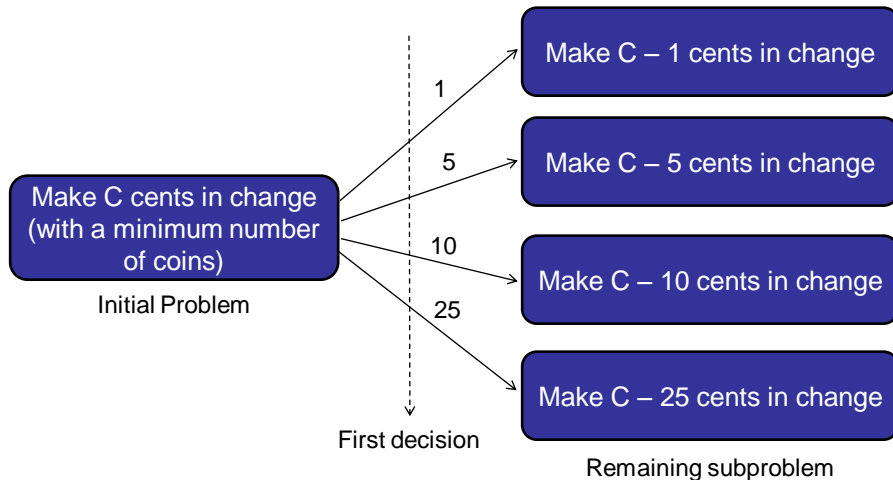 Make C cents in change
(with a minimum number
of coins)
Initial Problem
1
5
10
25
First decision
Make C – 1 cents in change
Make C – 5 cents in change
Make C – 10 cents in change
Make C – 25 cents in change
Remaining subproblem